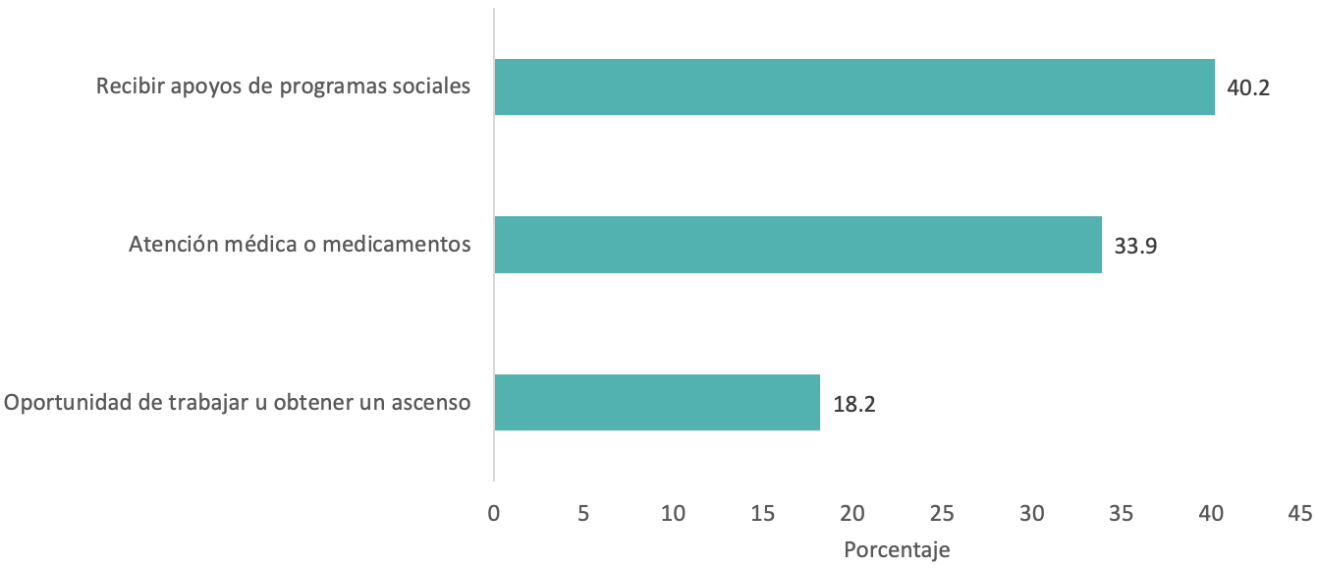 Recibir apoyos de programas sociales 40.2
Atención médica o medicamentos 33.9
Oportunidad de trabajar u obtener un ascenso 18.2
0 5 10 15 20 25 30 35 40 45
Porcentaje